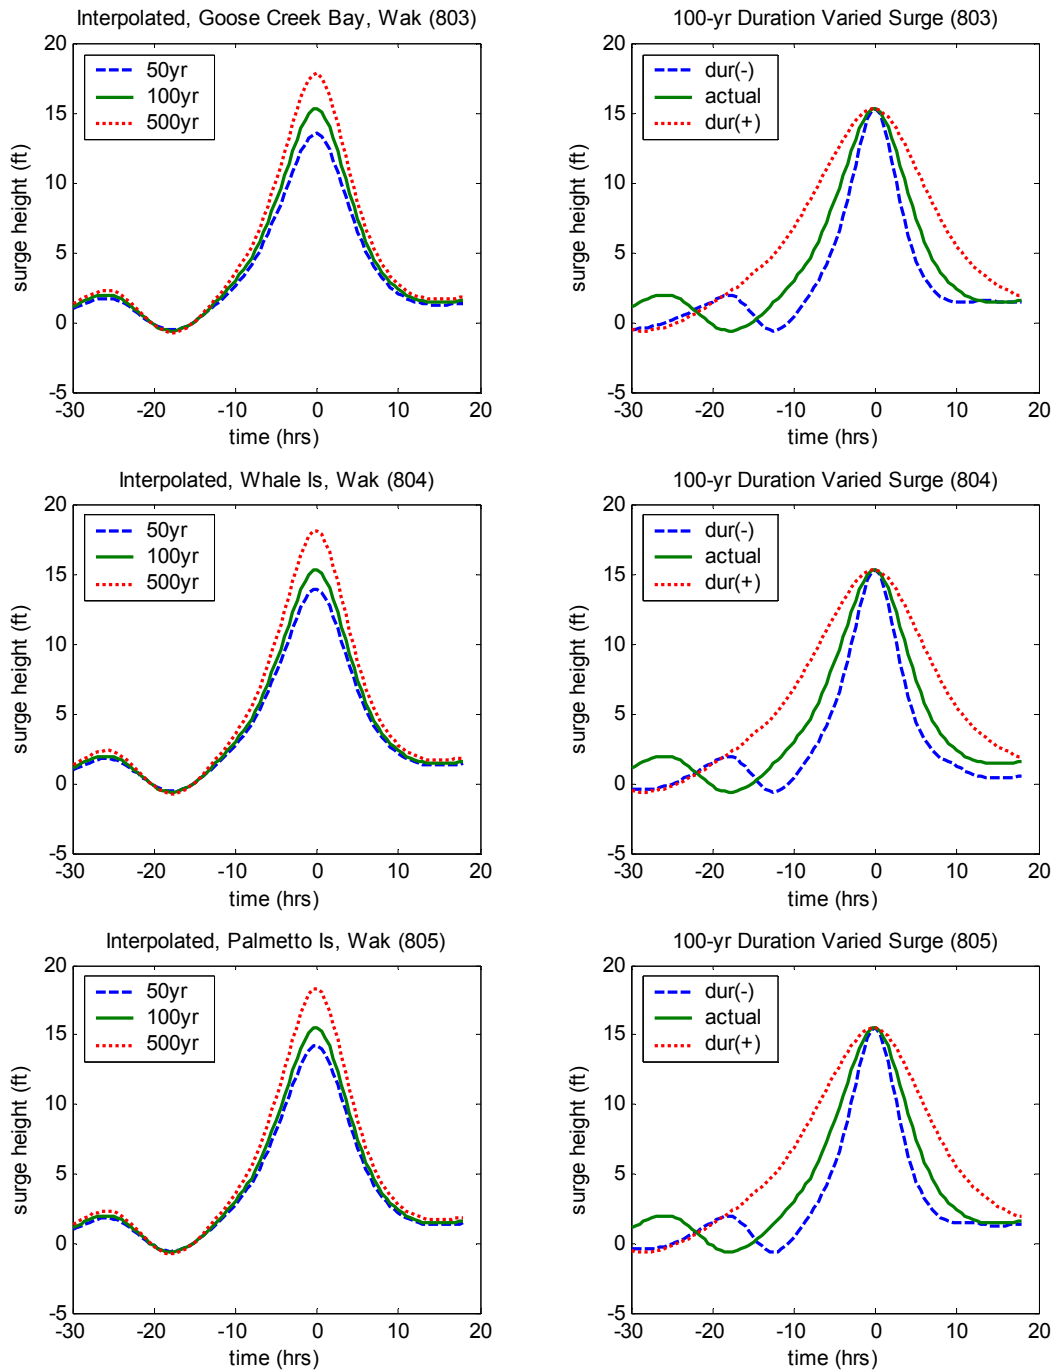 Interpolated, Goose Creek Bay, Wak (803)
20
15
10
5
0
-5
surge height (ft)
50yr
100yr
500yr
-30 -20 -10 0 10 20
time (hrs)
100-yr Duration Varied Surge (803)
20
15
10
5
0
-5
surge height (ft)
dur(-)
actual
dur(+)
-30 -20 -10 0 10 20
time (hrs)
Interpolated, Whale Is, Wak (804)
20
15
10
5
0
-5
surge height (ft)
50yr
100yr
500yr
-30 -20 -10 0 10 20
time (hrs)
100-yr Duration Varied Surge (804)
20
15
10
5
0
-5
surge height (ft)
dur(-)
actual
dur(+)
-30 -20 -10 0 10 20
time (hrs)
Interpolated, Palmetto Is, Wak (805)
20
15
10
5
0
-5
surge height (ft)
50yr
100yr
500yr
-30 -20 -10 0 10 20
time (hrs)
100-yr Duration Varied Surge (805)
20
15
10
5
0
-5
surge height (ft)
dur(-)
actual
dur(+)
-30 -20 -10 0 10 20
time (hrs)